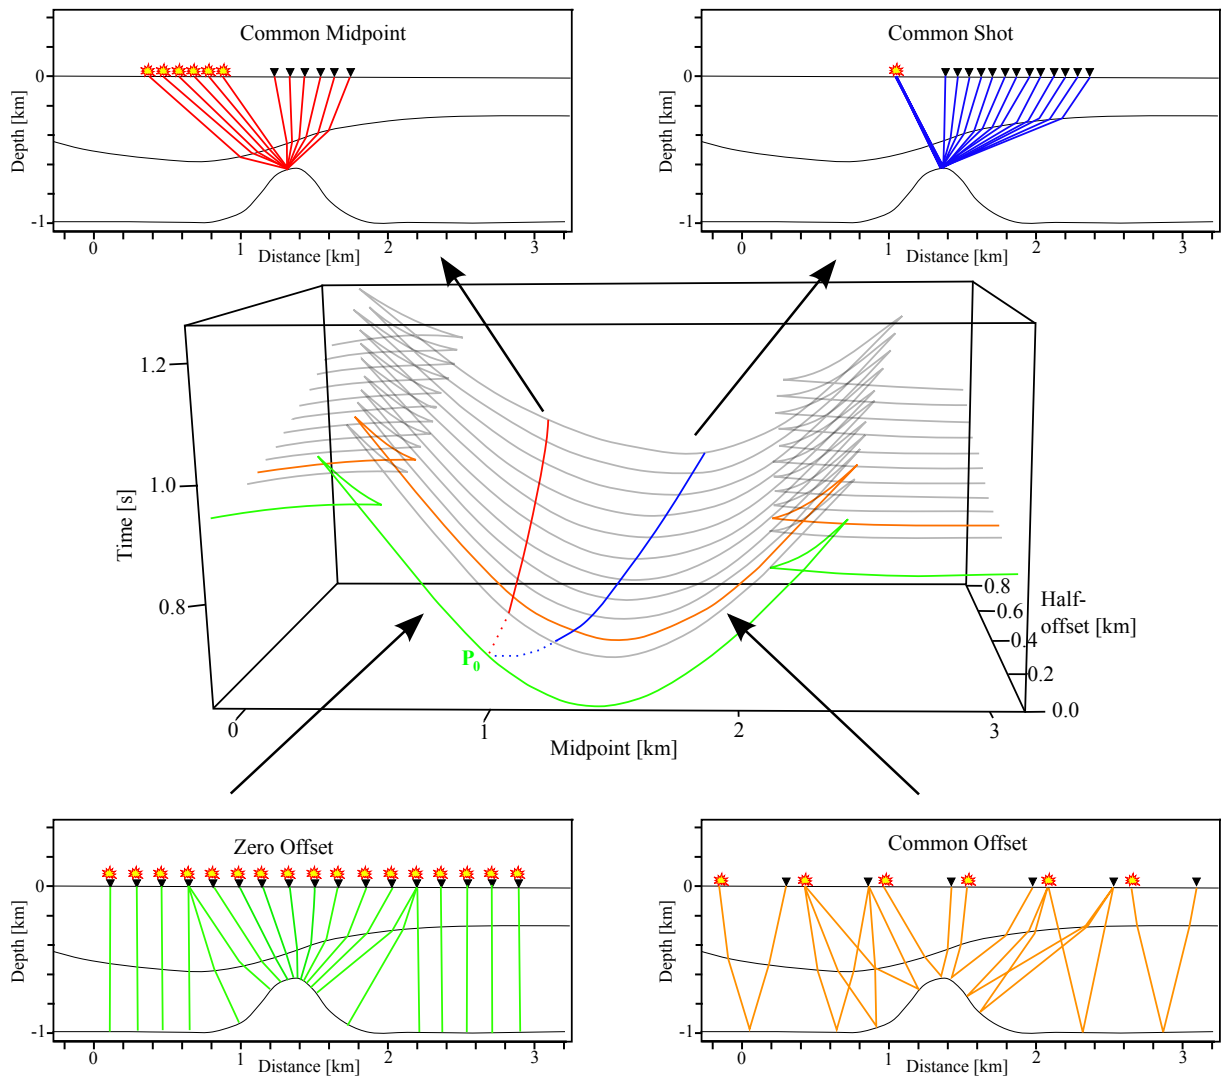 Common Midpoint
Depth [km]
0
-1
0 1 2 3
Distance [km]
Common Shot
Depth [km]
0
-1
0 1 2 3
Distance [km]
Time [s]
1.2
1.0
0.8
P0
0 1 2 3
Midpoint [km]
0.8
0.6
0.4
0.2
0.0
Half-
offset [km]
Zero Offset
Depth [km]
0
-1
0 1 2 3
Distance [km]
Common Offset
Depth [km]
0
-1
0 1 2 3
Distance [km]